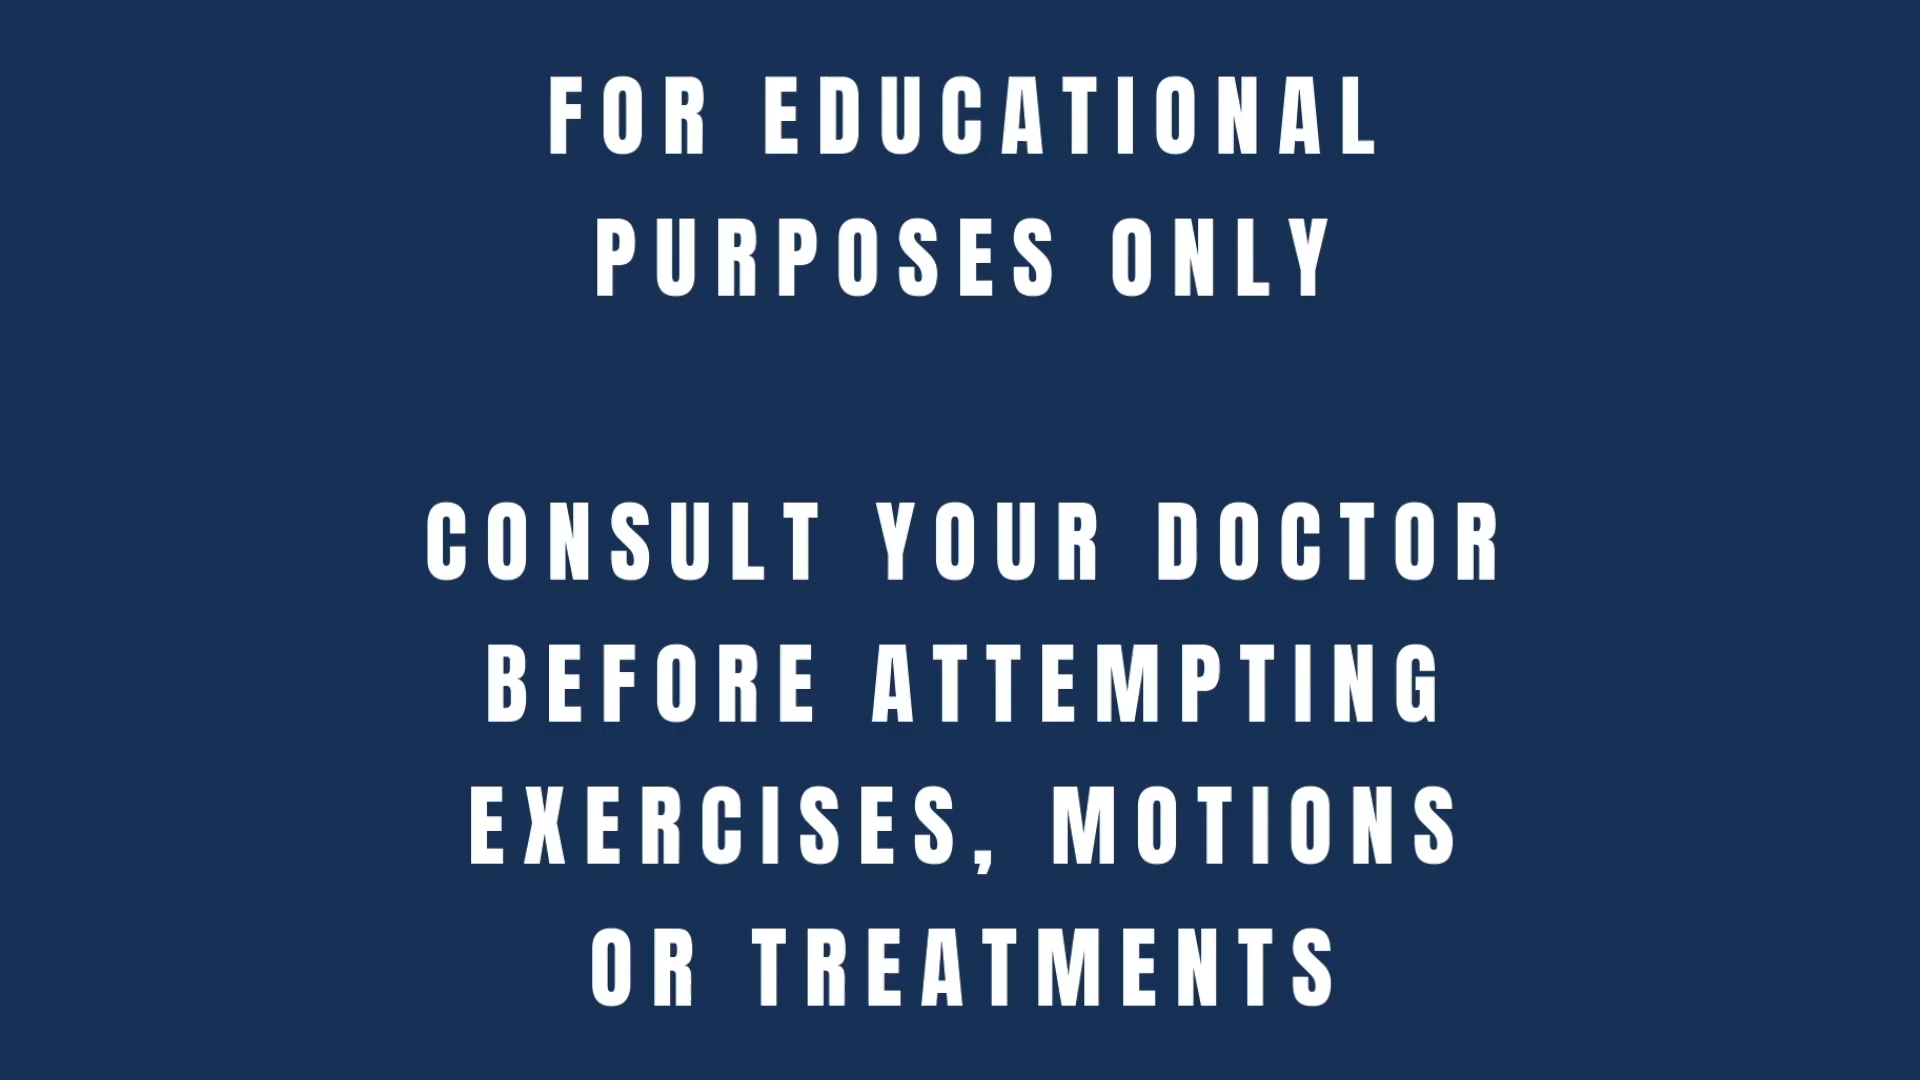 FOR EDUCATIONAL
PURPOSES ONLY
CONSULT YOUR DOCTOR
BEFORE ATTEMPTING
EXERCISES, MOTIONS
OR TREATMENTS